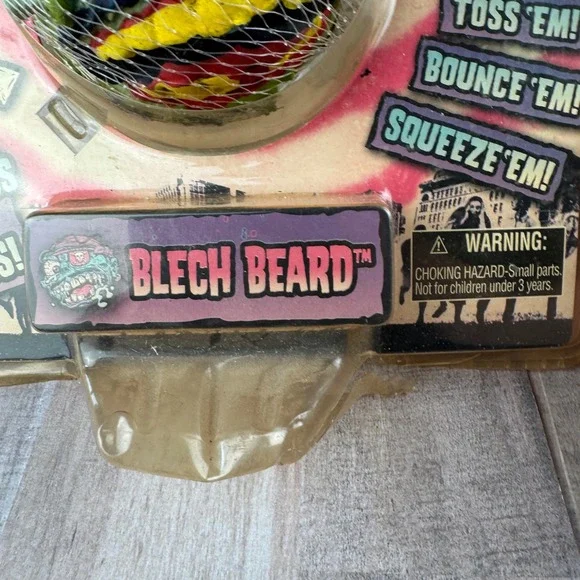 TOSS 'EM!
BOUNCE 'EM!
SQUEEZE 'EM!
S!
BLECH BEARD™
WARNING:
CHOKING HAZARD-Small parts.
Not for children under 3 years.